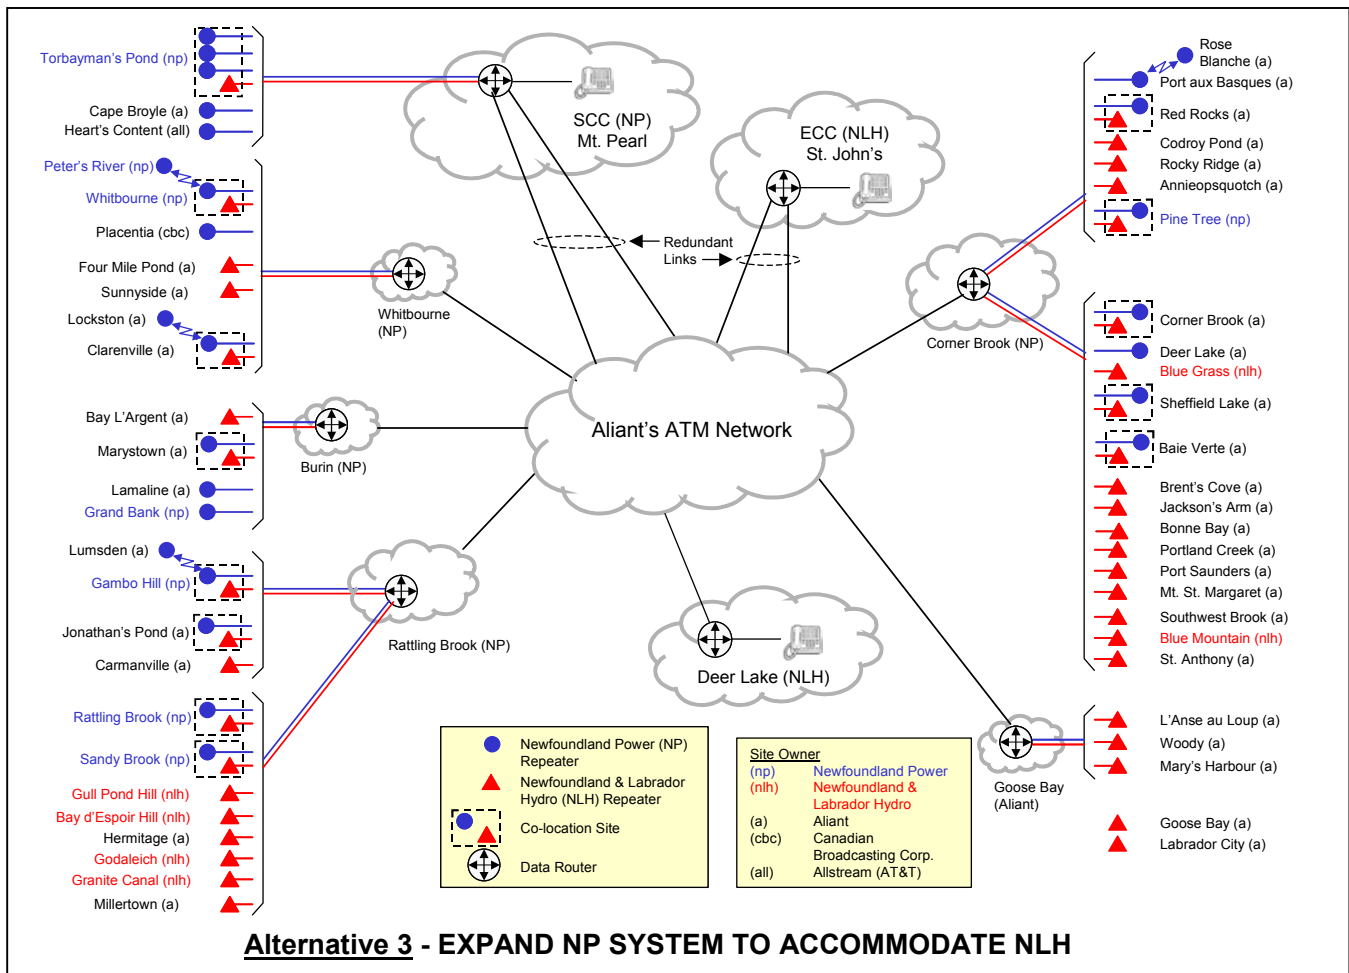 Torbayman's Pond (np)
Cape Broyle (a)
Heart's Content (all)
Peter's River (np)
Whitbourne (np)
Placentia (cbc)
Four Mile Pond (a)
Sunnyside (a)
Lockston (a)
Clarenville (a)
Bay L'Argent (a)
Marystown (a)
Lamaline (a)
Grand Bank (np)
Lumsden (a)
Gambo Hill (np)
Jonathan's Pond (a)
Carmanville (a)
Rattling Brook (np)
Sandy Brook (np)
Gull Pond Hill (nlh)
Bay d'Espoir Hill (nlh)
Hermitage (a)
Godaleich (nlh)
Granite Canal (nlh)
Millertown (a)
SCC (NP)
Mt. Pearl
ECC (NLH)
St. John's
Redundant
Links
Whitbourne
(NP)
Burin (NP)
Rattling Brook (NP)
Aliant's ATM Network
Deer Lake (NLH)
Corner Brook (NP)
Goose Bay
(Aliant)
Rose
Blanche (a)
Port aux Basques (a)
Red Rocks (a)
Codroy Pond (a)
Rocky Ridge (a)
Annieopsquotch (a)
Pine Tree (np)
Corner Brook (a)
Deer Lake (a)
Blue Grass (nlh)
Sheffield Lake (a)
Baie Verte (a)
Brent's Cove (a)
Jackson's Arm (a)
Bonne Bay (a)
Portland Creek (a)
Port Saunders (a)
Mt. St. Margaret (a)
Southwest Brook (a)
Blue Mountain (nlh)
St. Anthony (a)
L'Anse au Loup (a)
Woody (a)
Mary's Harbour (a)
Goose Bay (a)
Labrador City (a)
Newfoundland Power (NP)
Repeater
Newfoundland & Labrador
Hydro (NLH) Repeater
Co-location Site
Data Router
Site Owner
(np) Newfoundland Power
(nlh) Newfoundland &
Labrador Hydro
(a) Aliant
(cbc) Canadian
Broadcasting Corp.
(all) Allstream (AT&T)
Alternative 3 - EXPAND NP SYSTEM TO ACCOMMODATE NLH